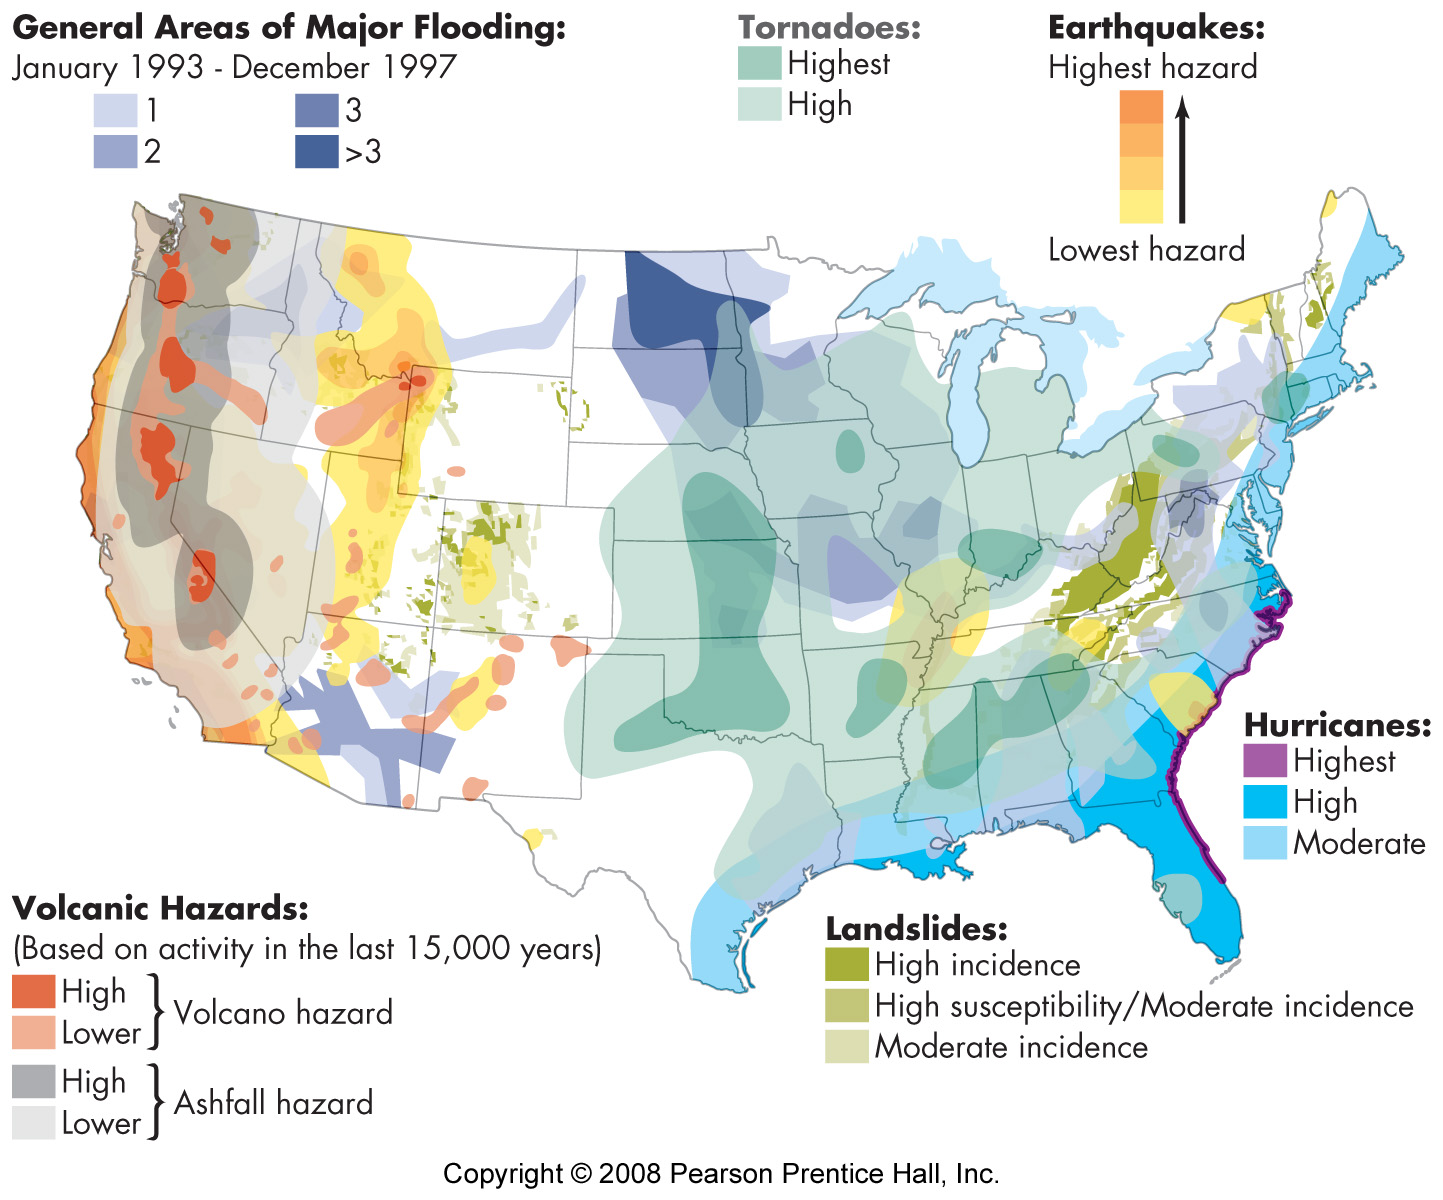 General Areas of Major Flooding:
January 1993 - December 1997
1
3
2
>3
Tornadoes:
Highest
High
Earthquakes:
Highest hazard
Lowest hazard
Hurricanes:
Highest
High
Moderate
Volcanic Hazards:
(Based on activity in the last 15,000 years)
High
Lower
Volcano hazard
High
Lower
Ashfall hazard
Landslides:
High incidence
High susceptibility/Moderate incidence
Moderate incidence
Copyright © 2008 Pearson Prentice Hall, Inc.